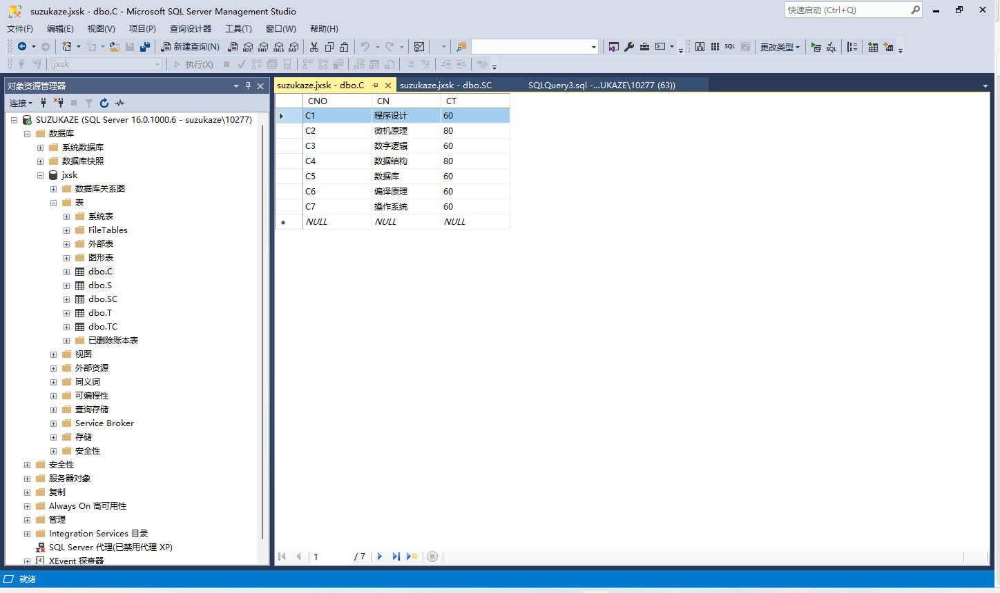 suzukaze.jxsk - dbo.C - Microsoft SQL Server Management Studio
快速启动 (Ctrl+Q)
文件(F) 编辑(E) 视图(V) 项目(P) 查询设计器 工具(T) 窗口(W) 帮助(H)
新建查询(N) MDX DMX XMLA DAX SQL 更改类型 SQL
jxsk 执行(X)
对象资源管理器
连接
SUZUKAZE (SQL Server 16.0.1000.6 - suzukaze\10277)
数据库
系统数据库
数据库快照
jxsk
数据库关系图
表
系统表
FileTables
外部表
图形表
dbo.C
dbo.S
dbo.SC
dbo.T
dbo.TC
已删除账本表
视图
外部资源
同义词
可编程性
查询存储
Service Broker
存储
安全性
安全性
服务器对象
复制
Always On 高可用性
管理
Integration Services 目录
SQL Server 代理(已禁用代理 XP)
XEvent 探查器
suzukaze.jxsk - dbo.C suzukaze.jxsk - dbo.SC SQLQuery3.sql -...UKAZE\10277 (63))
CNO CN CT
C1 程序设计 60
C2 微机原理 80
C3 数字逻辑 60
C4 数据结构 80
C5 数据库 60
C6 编译原理 60
C7 操作系统 60
NULL NULL NULL
1 / 7
就绪